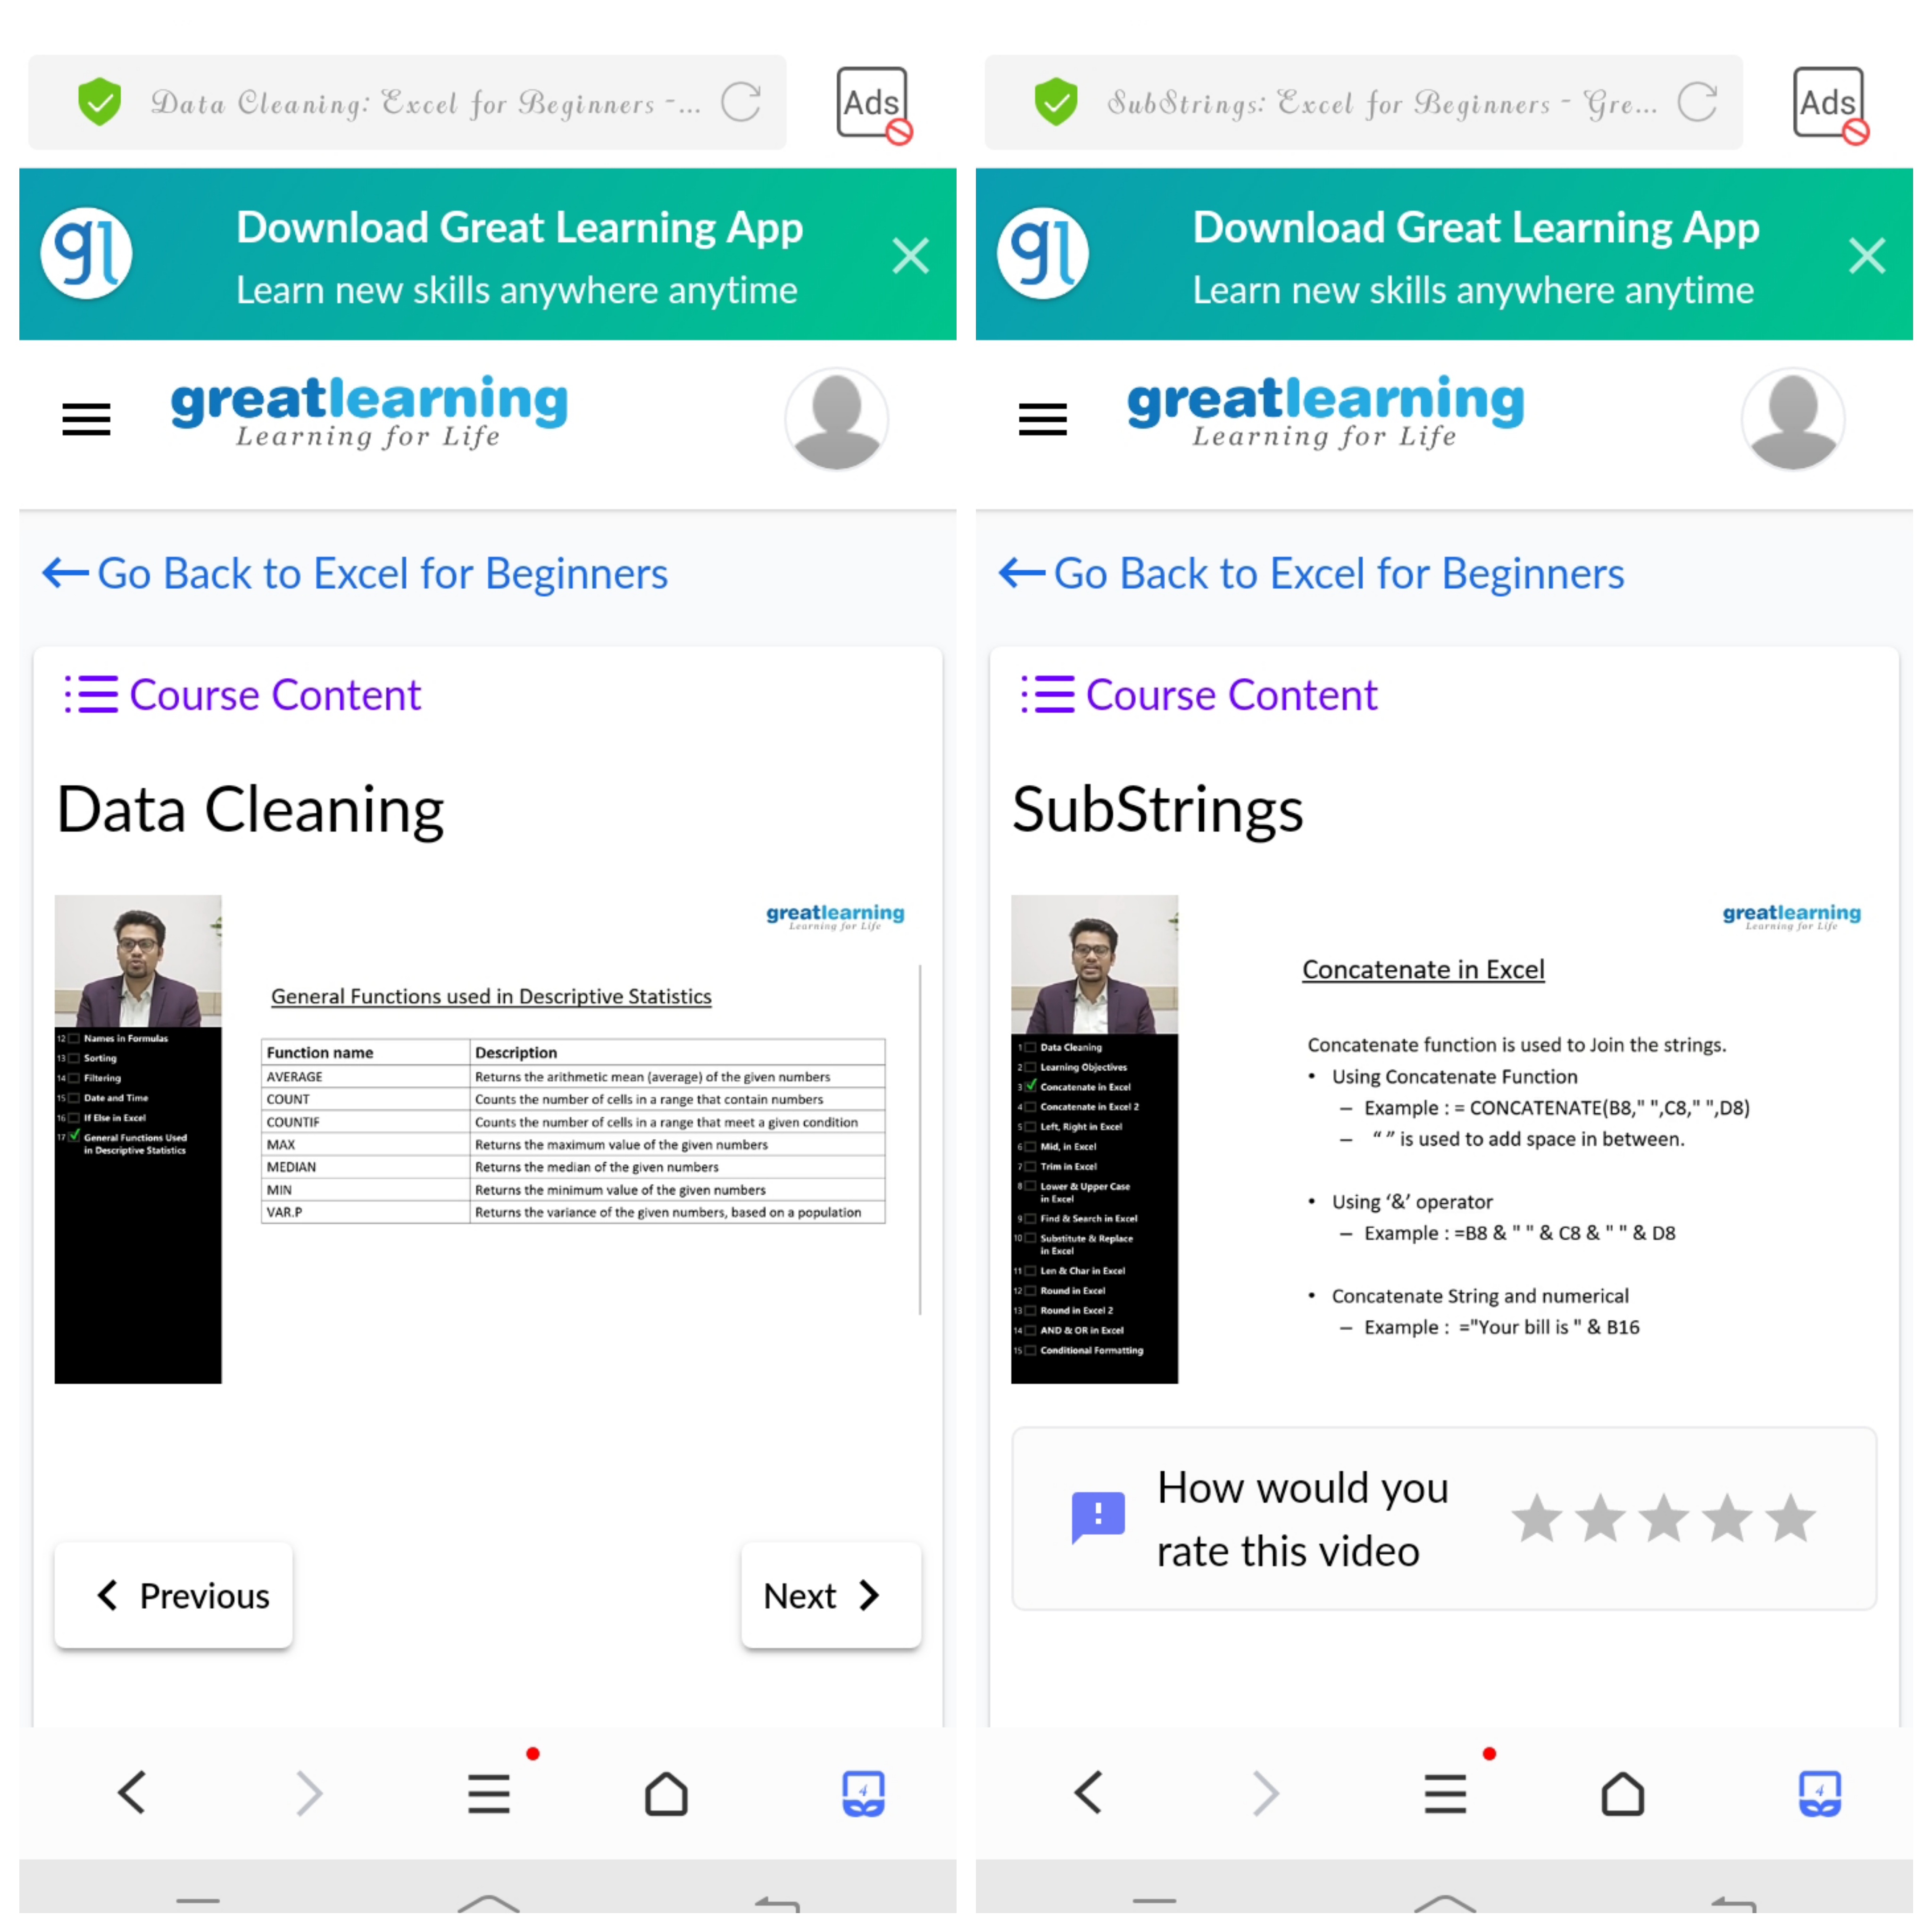 Data Cleaning: Excel for Beginners -...
Ads
Download Great Learning App
Learn new skills anywhere anytime
gl
greatlearning
Learning for Life
Go Back to Excel for Beginners
Course Content
Data Cleaning
greatlearning
Learning for Life
12 Names in Formulas
13 Sorting
14 Filtering
15 Date and Time
16 If Else in Excel
17 General Functions Used
in Descriptive Statistics
General Functions used in Descriptive Statistics
Function name Description
AVERAGE Returns the arithmetic mean (average) of the given numbers
COUNT Counts the number of cells in a range that contain numbers
COUNTIF Counts the number of cells in a range that meet a given condition
MAX Returns the maximum value of the given numbers
MEDIAN Returns the median of the given numbers
MIN Returns the minimum value of the given numbers
VAR.P Returns the variance of the given numbers, based on a population
Previous
Next
4
SubStrings: Excel for Beginners - Gre...
Ads
Download Great Learning App
Learn new skills anywhere anytime
gl
greatlearning
Learning for Life
Go Back to Excel for Beginners
Course Content
SubStrings
greatlearning
Learning for Life
1 Data Cleaning
2 Learning Objectives
3 Concatenate in Excel
4 Concatenate in Excel 2
5 Left, Right in Excel
6 Mid, in Excel
7 Trim in Excel
8 Lower & Upper Case
in Excel
9 Find & Search in Excel
10 Substitute & Replace
in Excel
11 Len & Char in Excel
12 Round in Excel
13 Round in Excel 2
14 AND & OR in Excel
15 Conditional Formatting
Concatenate in Excel
Concatenate function is used to Join the strings.
• Using Concatenate Function
– Example : = CONCATENATE(B8," ",C8," ",D8)
– “ ” is used to add space in between.
• Using ‘&’ operator
– Example : =B8 & " " & C8 & " " & D8
• Concatenate String and numerical
– Example : ="Your bill is " & B16
How would you
rate this video
4